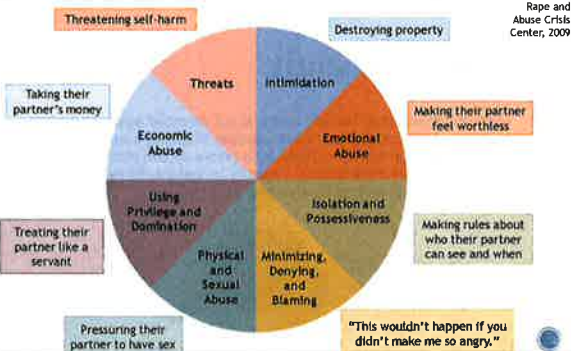 Rape and
Abuse Crisis
Center, 2009
Threatening self-harm
Destroying property
Threats
Intimidation
Taking their
partner's money
Making their partner
feel worthless
Economic
Abuse
Emotional
Abuse
Using
Privilege and
Domination
Isolation and
Possessiveness
Treating their
partner like a
servant
Making rules about
who their partner
can see and when
Physical
and
Sexual
Abuse
Minimizing,
Denying,
and
Blaming
Pressuring their
partner to have sex
"This wouldn't happen if you
didn't make me so angry."